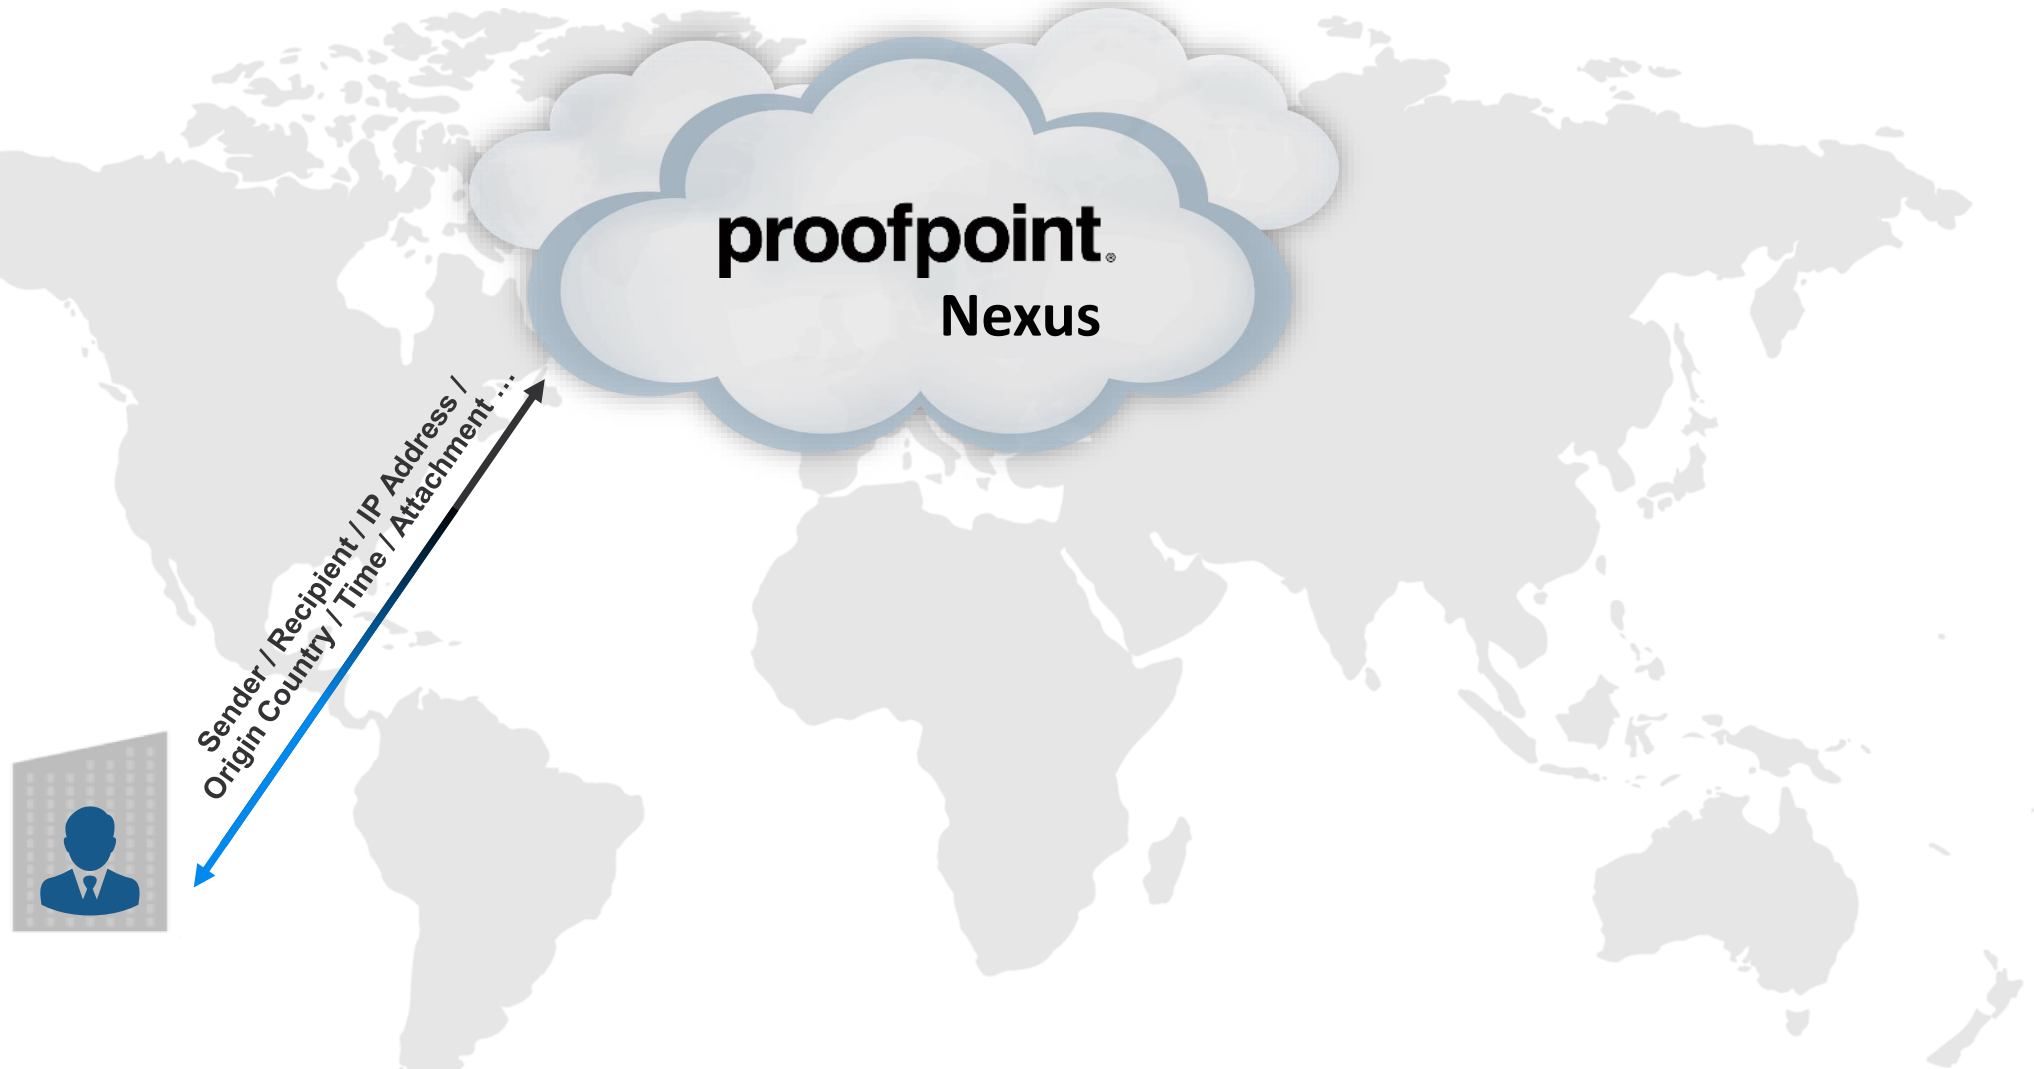 proofpoint®
Nexus
Sender / Recipient / IP Address /
Origin Country / Time / Attachment ...